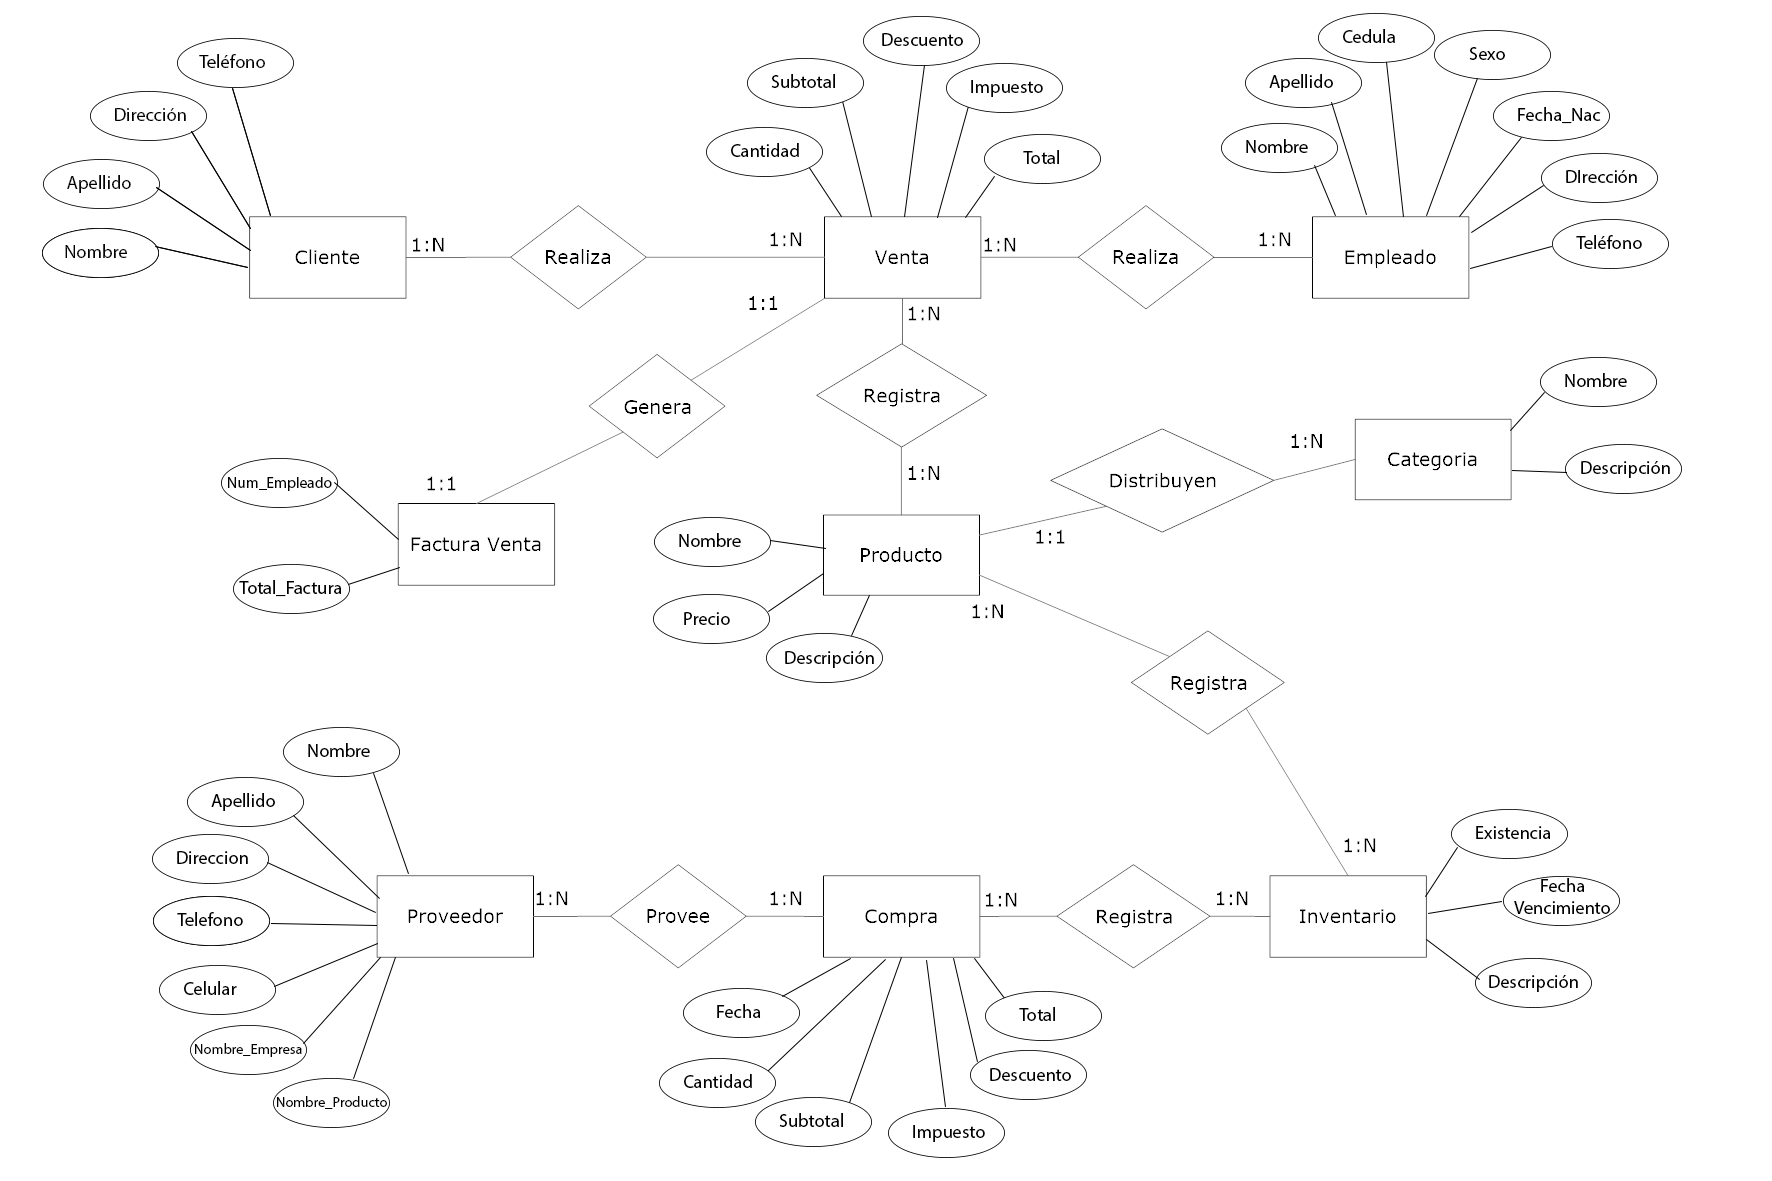 Teléfono
Dirección
Apellido
Nombre
Cliente
1:N
Realiza
1:N
Descuento
Subtotal
Impuesto
Cantidad
Total
Venta
1:N
Realiza
1:N
Cedula
Sexo
Apellido
Fecha_Nac
Nombre
DIrección
Teléfono
Empleado
1:1
Genera
1:1
Num_Empleado
Factura Venta
Total_Factura
1:N
Registra
1:N
Nombre
Producto
Precio
Descripción
1:1
Distribuyen
1:N
Categoria
Nombre
Descripción
1:N
Registra
1:N
Nombre
Apellido
Direccion
Telefono
Celular
Nombre_Empresa
Nombre_Producto
Proveedor
1:N
Provee
1:N
Compra
Fecha
Cantidad
Subtotal
Impuesto
Descuento
Total
1:N
Registra
1:N
Inventario
Existencia
Fecha
Vencimiento
Descripción